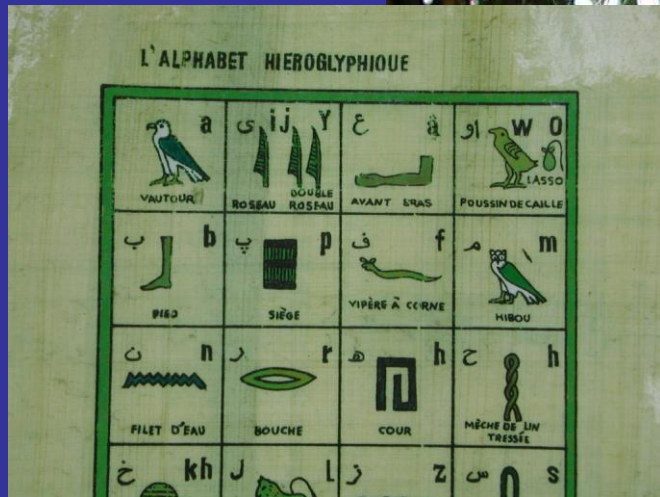 L'ALPHABET HIEROGLYPHIQUE
a
VAUTOUR
ى i j Y
ROSEAU DOUBLE ROSEAU
ع à
AVANT BRAS
او W O
LASSO
POUSSIN DE CAILLE
ب b
PIED
پ p
SIÈGE
ف f
VIPÈRE À CORNE
م m
HIBOU
ن n
FILET D'EAU
ر r
BOUCHE
ه h
COUR
ح h
MÈCHE DE LIN
TRESSÉE
خ kh
ل L
ز z
س s